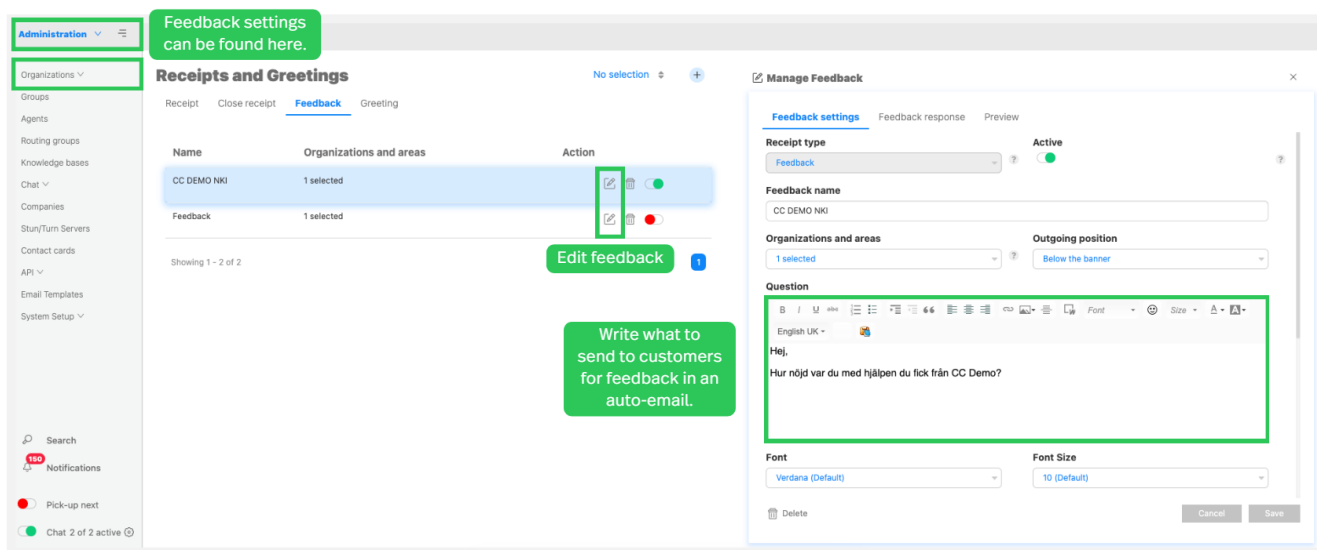 Administration
Feedback settings
can be found here.
Organizations
Groups
Agents
Routing groups
Knowledge bases
Chat
Companies
Stun/Turn Servers
Contact cards
API
Email Templates
System Setup
Search
150
Notifications
Pick-up next
Chat 2 of 2 active
Receipts and Greetings
No selection
Receipt Close receipt Feedback Greeting
Name Organizations and areas Action
CC DEMO NKI 1 selected
Feedback 1 selected
Showing 1 - 2 of 2
1
Edit feedback
Write what to
send to customers
for feedback in an
auto-email.
Manage Feedback
Feedback settings Feedback response Preview
Receipt type Active
Feedback ? ?
Feedback name
CC DEMO NKI
Organizations and areas Outgoing position
1 selected ? Below the banner
Question
B I U abc Font Size A A
English UK
Hej,
Hur nöjd var du med hjälpen du fick från CC Demo?
Font Font Size
Verdana (Default) 10 (Default)
Delete Cancel Save